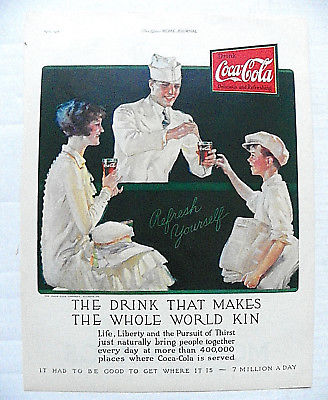 HOME JOURNAL
Drink
Coca-Cola
Delicious and Refreshing
Refresh
Yourself
THE DRINK THAT MAKES
THE WHOLE WORLD KIN
Life, Liberty and the Pursuit of Thirst
just naturally bring people together
every day at more than 400,000
places where Coca-Cola is served
IT HAD TO BE GOOD TO GET WHERE IT IS — 7 MILLION A DAY